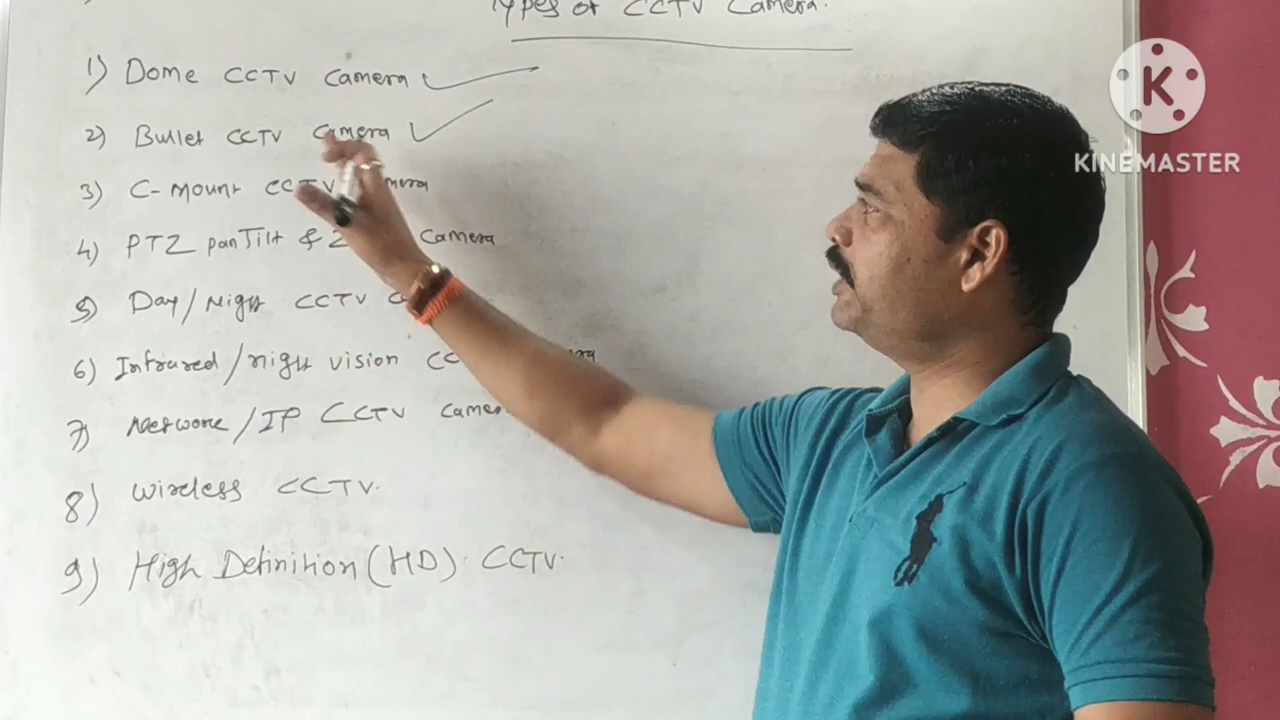 Types of CCTV Camera.
1) Dome CCTV Camera
2) Bullet CCTV Camera
3) C-Mount CCTV
4) PTZ pan Tilt & Camera
5) Day/Night CCTV
6) Infrared/night vision
7) Network/IP CCTV Camera
8) Wireless CCTV.
9) High Definition (HD). CCTV.
K
KINEMASTER